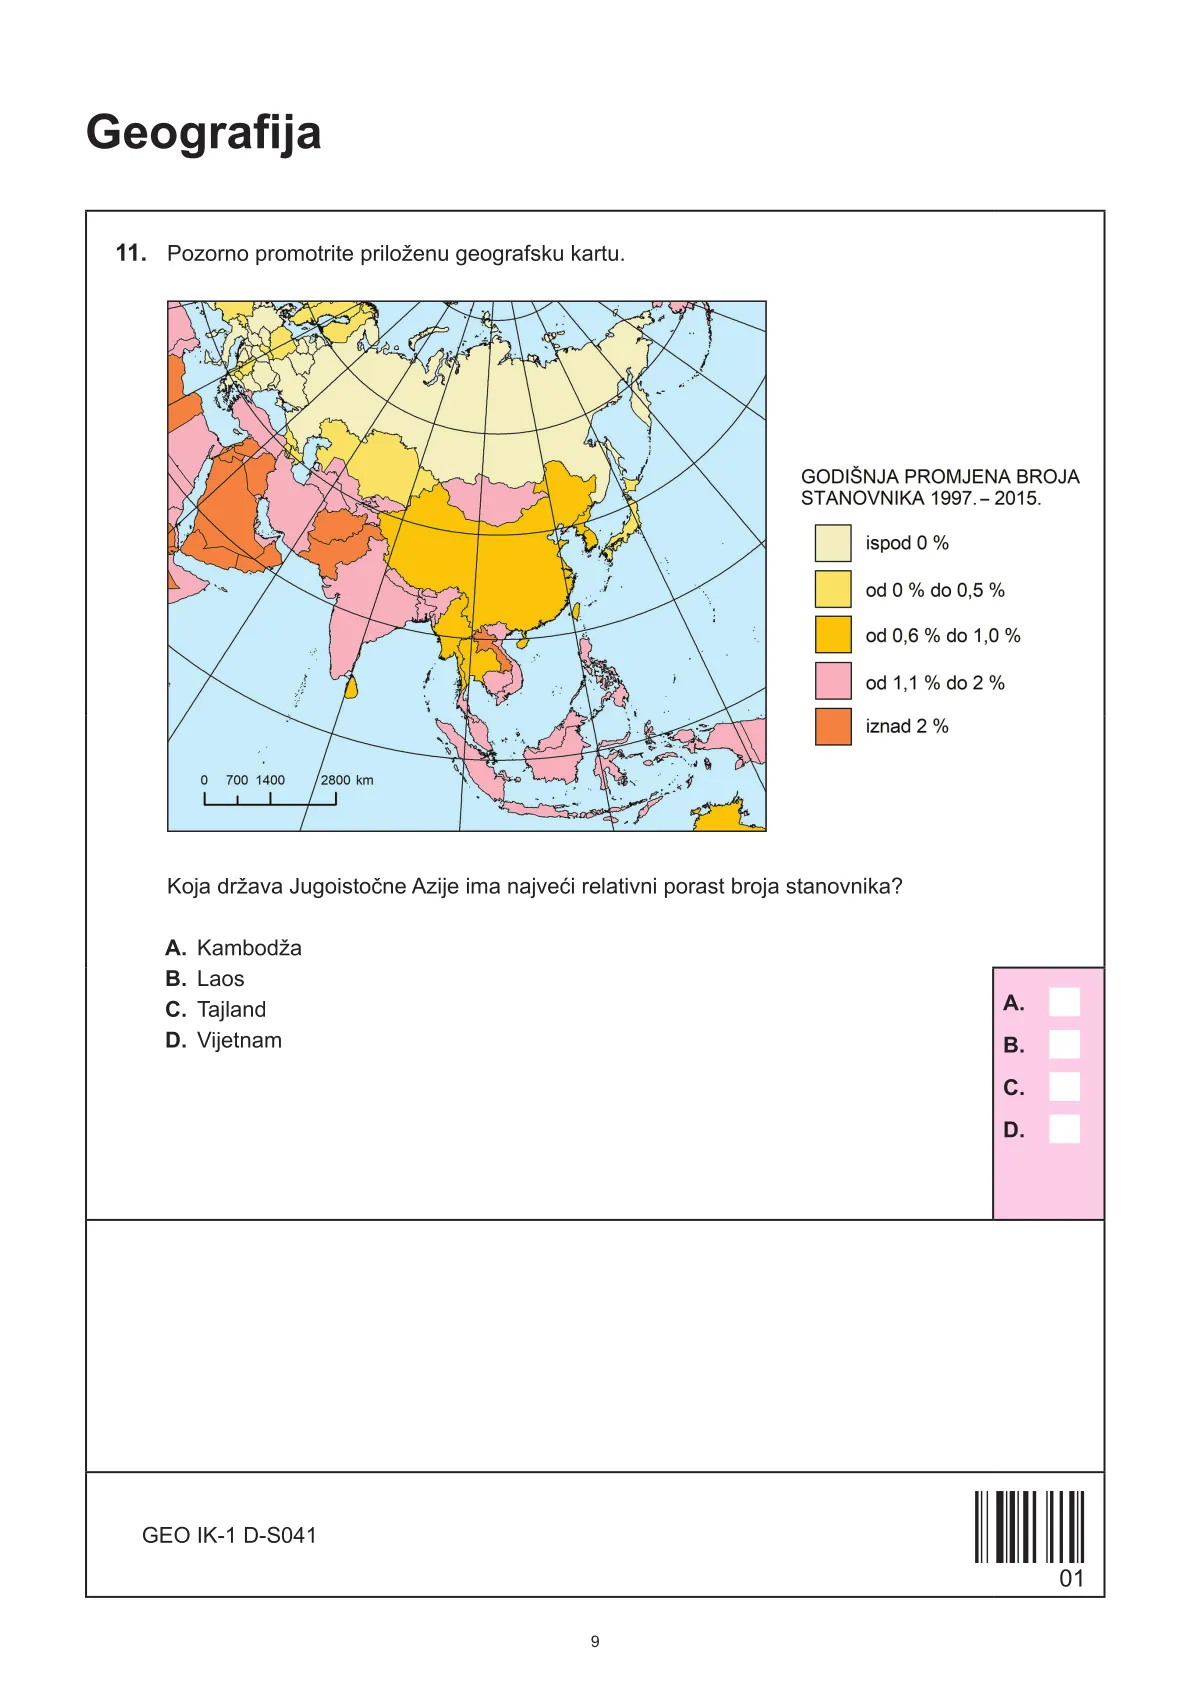 Geografija
11. Pozorno promotrite priloženu geografsku kartu.
GODIŠNJA PROMJENA BROJA
STANOVNIKA 1997. – 2015.
ispod 0 %
od 0 % do 0,5 %
od 0,6 % do 1,0 %
od 1,1 % do 2 %
iznad 2 %
0 700 1400 2800 km
Koja država Jugoistočne Azije ima najveći relativni porast broja stanovnika?
A. Kambodža
B. Laos
C. Tajland
D. Vijetnam
A.
B.
C.
D.
GEO IK-1 D-S041
01
9